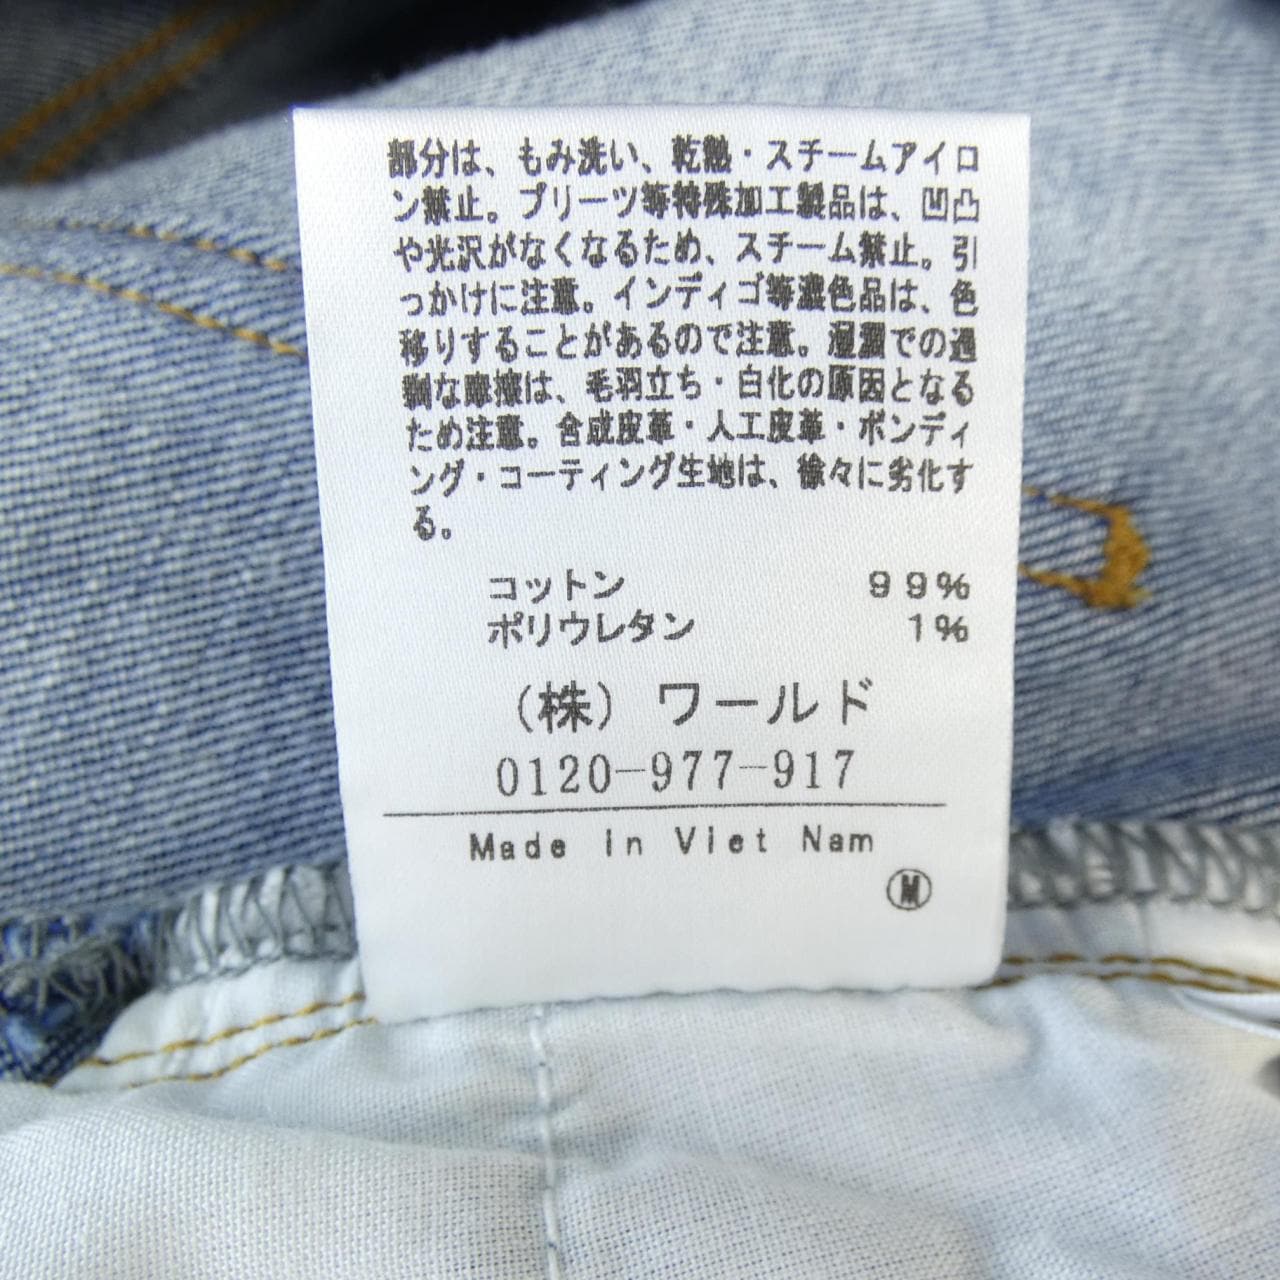 部分は、もみ洗い、乾熱・スチームアイロ
ン禁止。プリーツ等特殊加工製品は、凹凸
や光沢がなくなるため、スチーム禁止。引
っかけに注意。インディゴ等濃色品は、色
移りすることがあるので注意。湿潤での過
剰な摩擦は、毛羽立ち・白化の原因となる
ため注意。合成皮革・人工皮革・ボンディ
ング・コーティング生地は、徐々に劣化す
る。
コットン 99%
ポリウレタン 1%
(株) ワールド
0120-977-917
Made in Viet Nam
Ⓜ